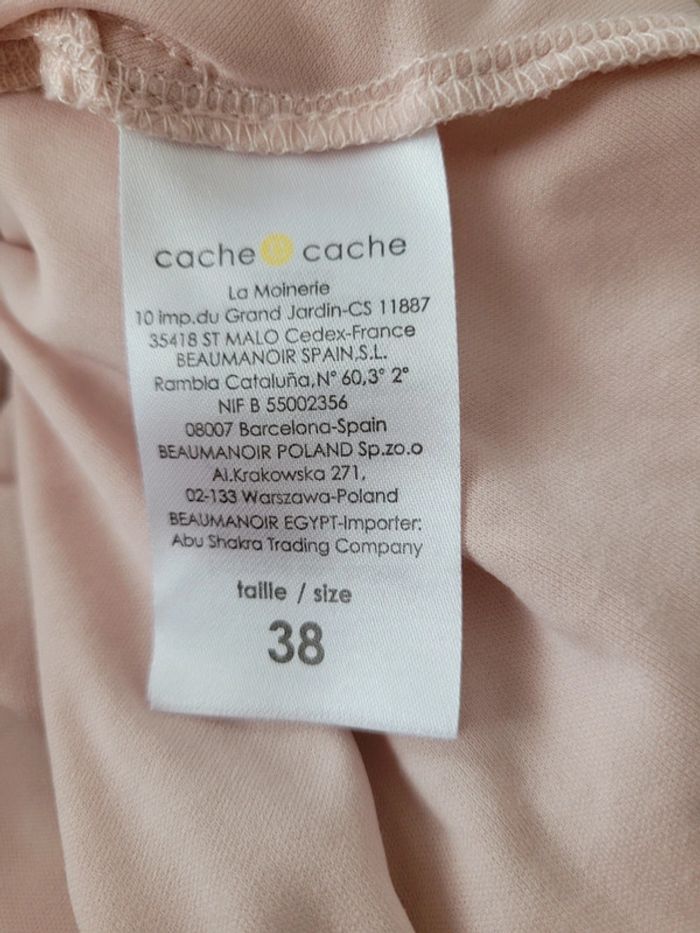 cache cache
La Moinerie
10 imp.du Grand Jardin-CS 11887
35418 ST MALO Cedex-France
BEAUMANOIR SPAIN,S.L.
Rambla Cataluña,N° 60,3° 2°
NIF B 55002356
08007 Barcelona-Spain
BEAUMANOIR POLAND Sp.zo.o
Al.Krakowska 271,
02-133 Warszawa-Poland
BEAUMANOIR EGYPT-Importer:
Abu Shakra Trading Company
taille / size
38